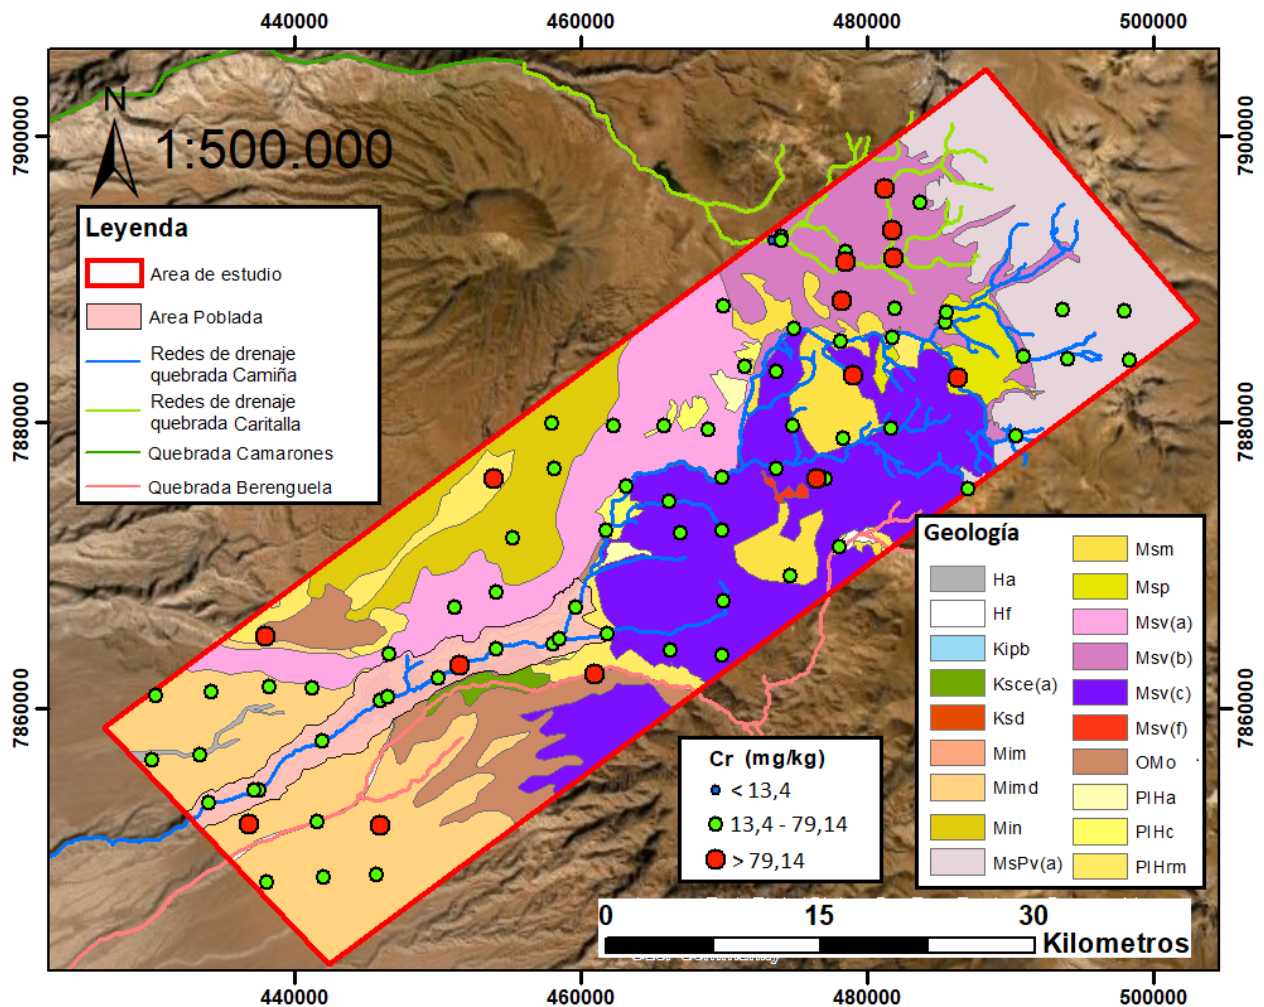 440000
460000
480000
500000
7900000
7880000
7860000
7900000
7880000
7860000
N
1:500.000
Leyenda
Area de estudio
Area Poblada
Redes de drenaje
quebrada Camiña
Redes de drenaje
quebrada Caritalla
Quebrada Camarones
Quebrada Berenguela
Geología
Ha
Hf
Kipb
Ksce(a)
Ksd
Mim
Mimd
Min
MsPv(a)
Msm
Msp
Msv(a)
Msv(b)
Msv(c)
Msv(f)
OMo
PlHa
PlHc
PlHrm
Cr (mg/kg)
< 13,4
13,4 - 79,14
> 79,14
0 15 30
Kilometros
440000
460000
480000
500000